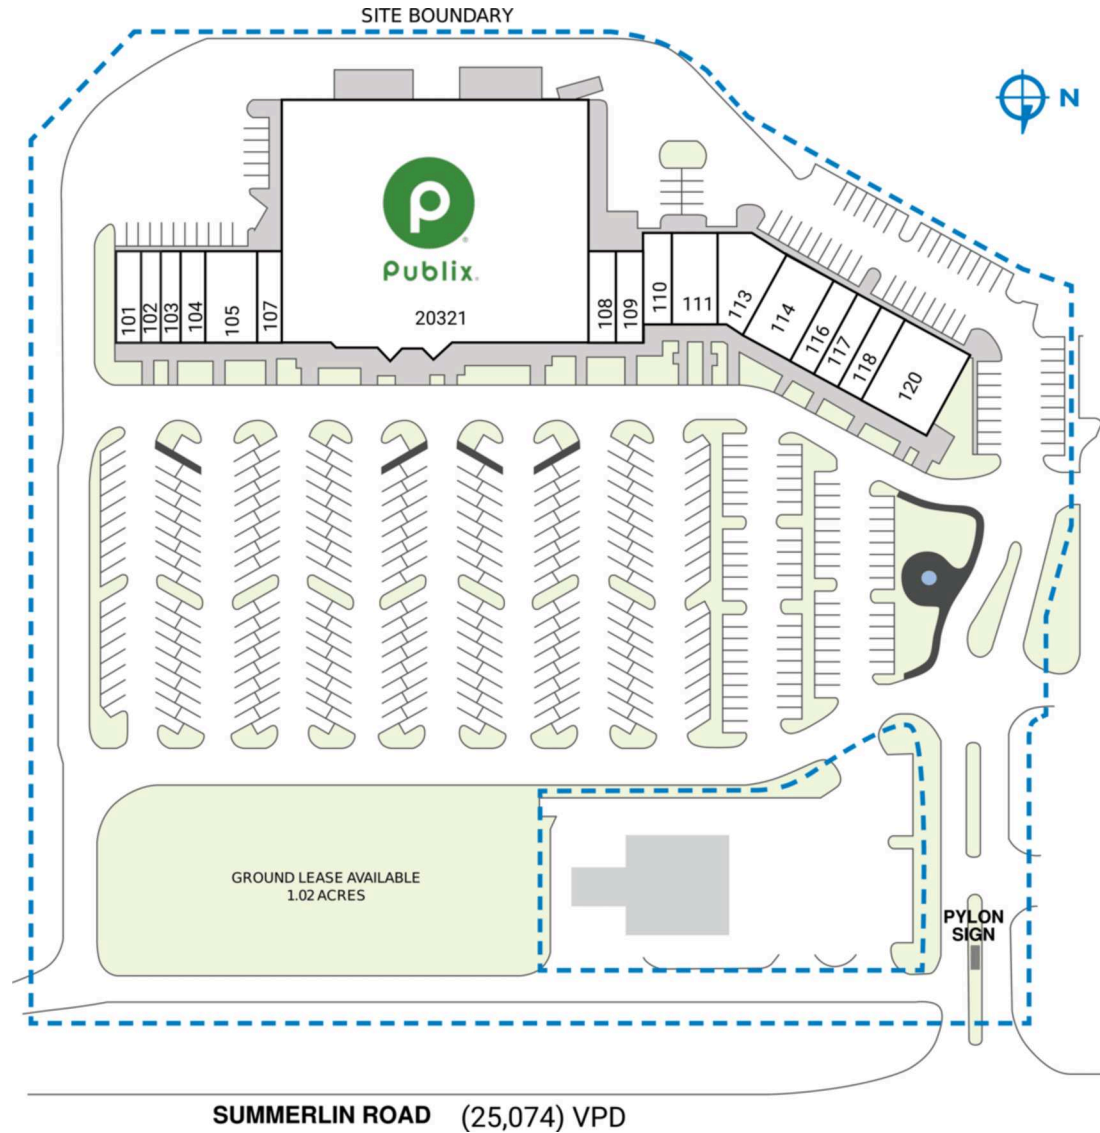 SITE BOUNDARY
N
Publix.
20321
101
102
103
104
105
107
108
109
110
111
113
114
116
117
118
120
GROUND LEASE AVAILABLE
1.02 ACRES
PYLON
SIGN
SUMMERLIN ROAD (25,074) VPD